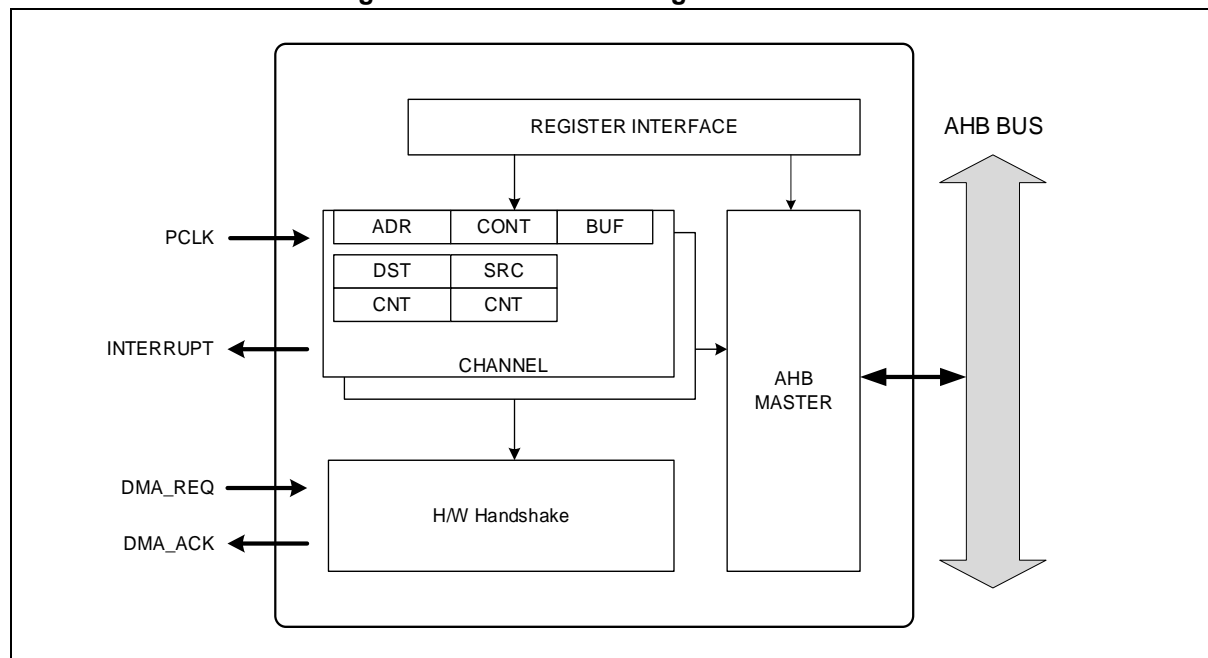 REGISTER INTERFACE
AHB BUS
ADR CONT BUF
PCLK
DST SRC
CNT CNT
INTERRUPT
CHANNEL
AHB
MASTER
DMA_REQ
H/W Handshake
DMA_ACK